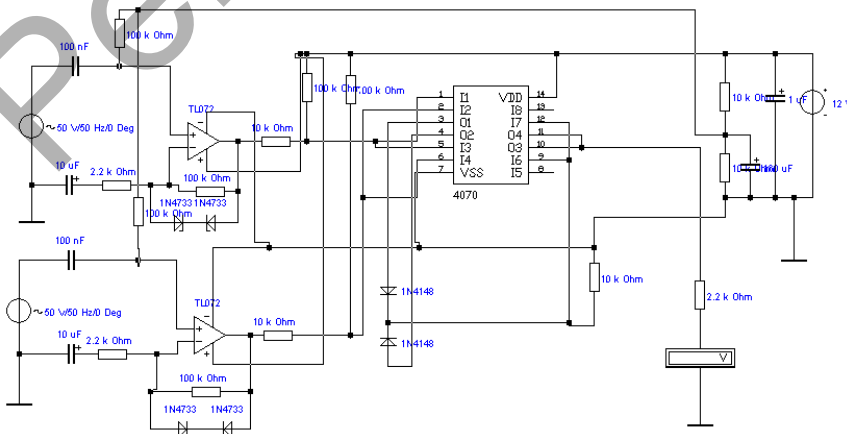 Pe
100 nF
100 k Ohm
TL072
50 V/50 Hz/0 Deg
10 k Ohm
10 uF
2.2 k Ohm
100 k Ohm
1N4733
1N4733
100 k Ohm
100 k Ohm
00 k Ohm
1 I1 VDD 14
2 I2 I8 13
3 O1 I7 12
4 O2 O4 11
5 I3 O3 10
6 I4 I6 9
7 VSS I5 8
4070
10 k Ohm
1 uF
12 V
uF
100 nF
TL072
50 V/50 Hz/0 Deg
10 k Ohm
10 uF
2.2 k Ohm
100 k Ohm
1N4733
1N4733
1N4148
1N4148
10 k Ohm
2.2 k Ohm
V